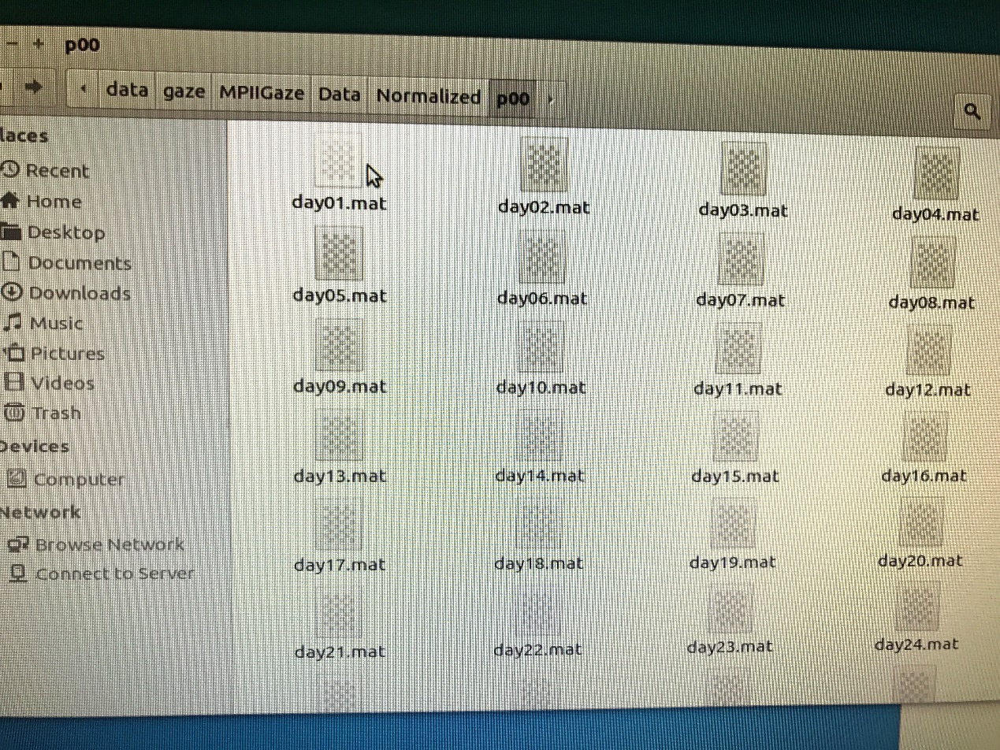 p00
data gaze MPIIGaze Data Normalized p00
laces
Recent
Home
Desktop
Documents
Downloads
Music
Pictures
Videos
Trash
Devices
Computer
Network
Browse Network
Connect to Server
day01.mat day02.mat day03.mat day04.mat
day05.mat day06.mat day07.mat day08.mat
day09.mat day10.mat day11.mat day12.mat
day13.mat day14.mat day15.mat day16.mat
day17.mat day18.mat day19.mat day20.mat
day21.mat day22.mat day23.mat day24.mat